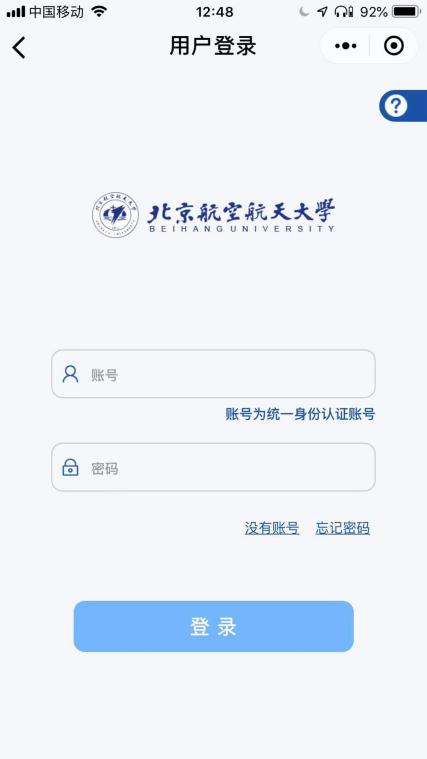 中国移动 12:48 92%
用户登录
?
北京航空航天大學
BEIHANG UNIVERSITY
账号
账号为统一身份认证账号
密码
没有账号 忘记密码
登录